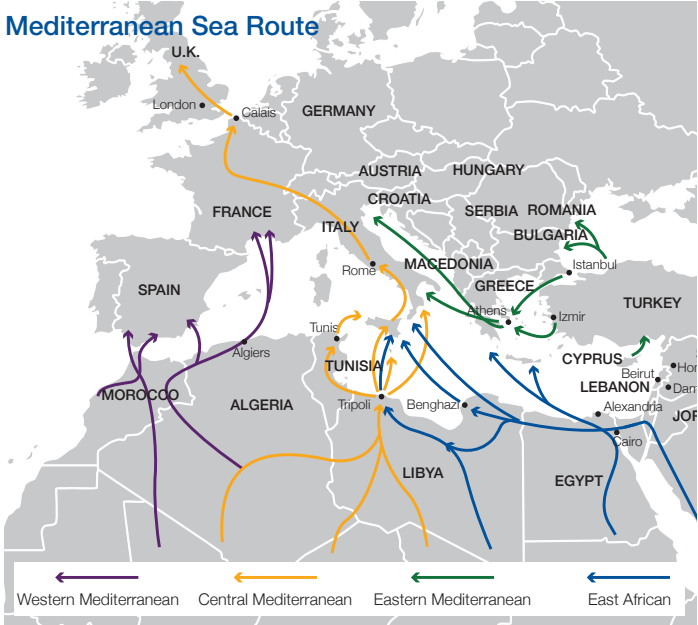 Mediterranean Sea Route
U.K.
London
Calais
GERMANY
AUSTRIA
HUNGARY
CROATIA
FRANCE
SERBIA
ROMANIA
ITALY
BULGARIA
Rome
MACEDONIA
Istanbul
SPAIN
GREECE
TURKEY
Athens
Izmir
Tunis
Algiers
CYPRUS
TUNISIA
Beirut
LEBANON
MOROCCO
ALGERIA
Tripoli
Benghazi
Alexandria
Cairo
LIBYA
EGYPT
Western Mediterranean
Central Mediterranean
Eastern Mediterranean
East African